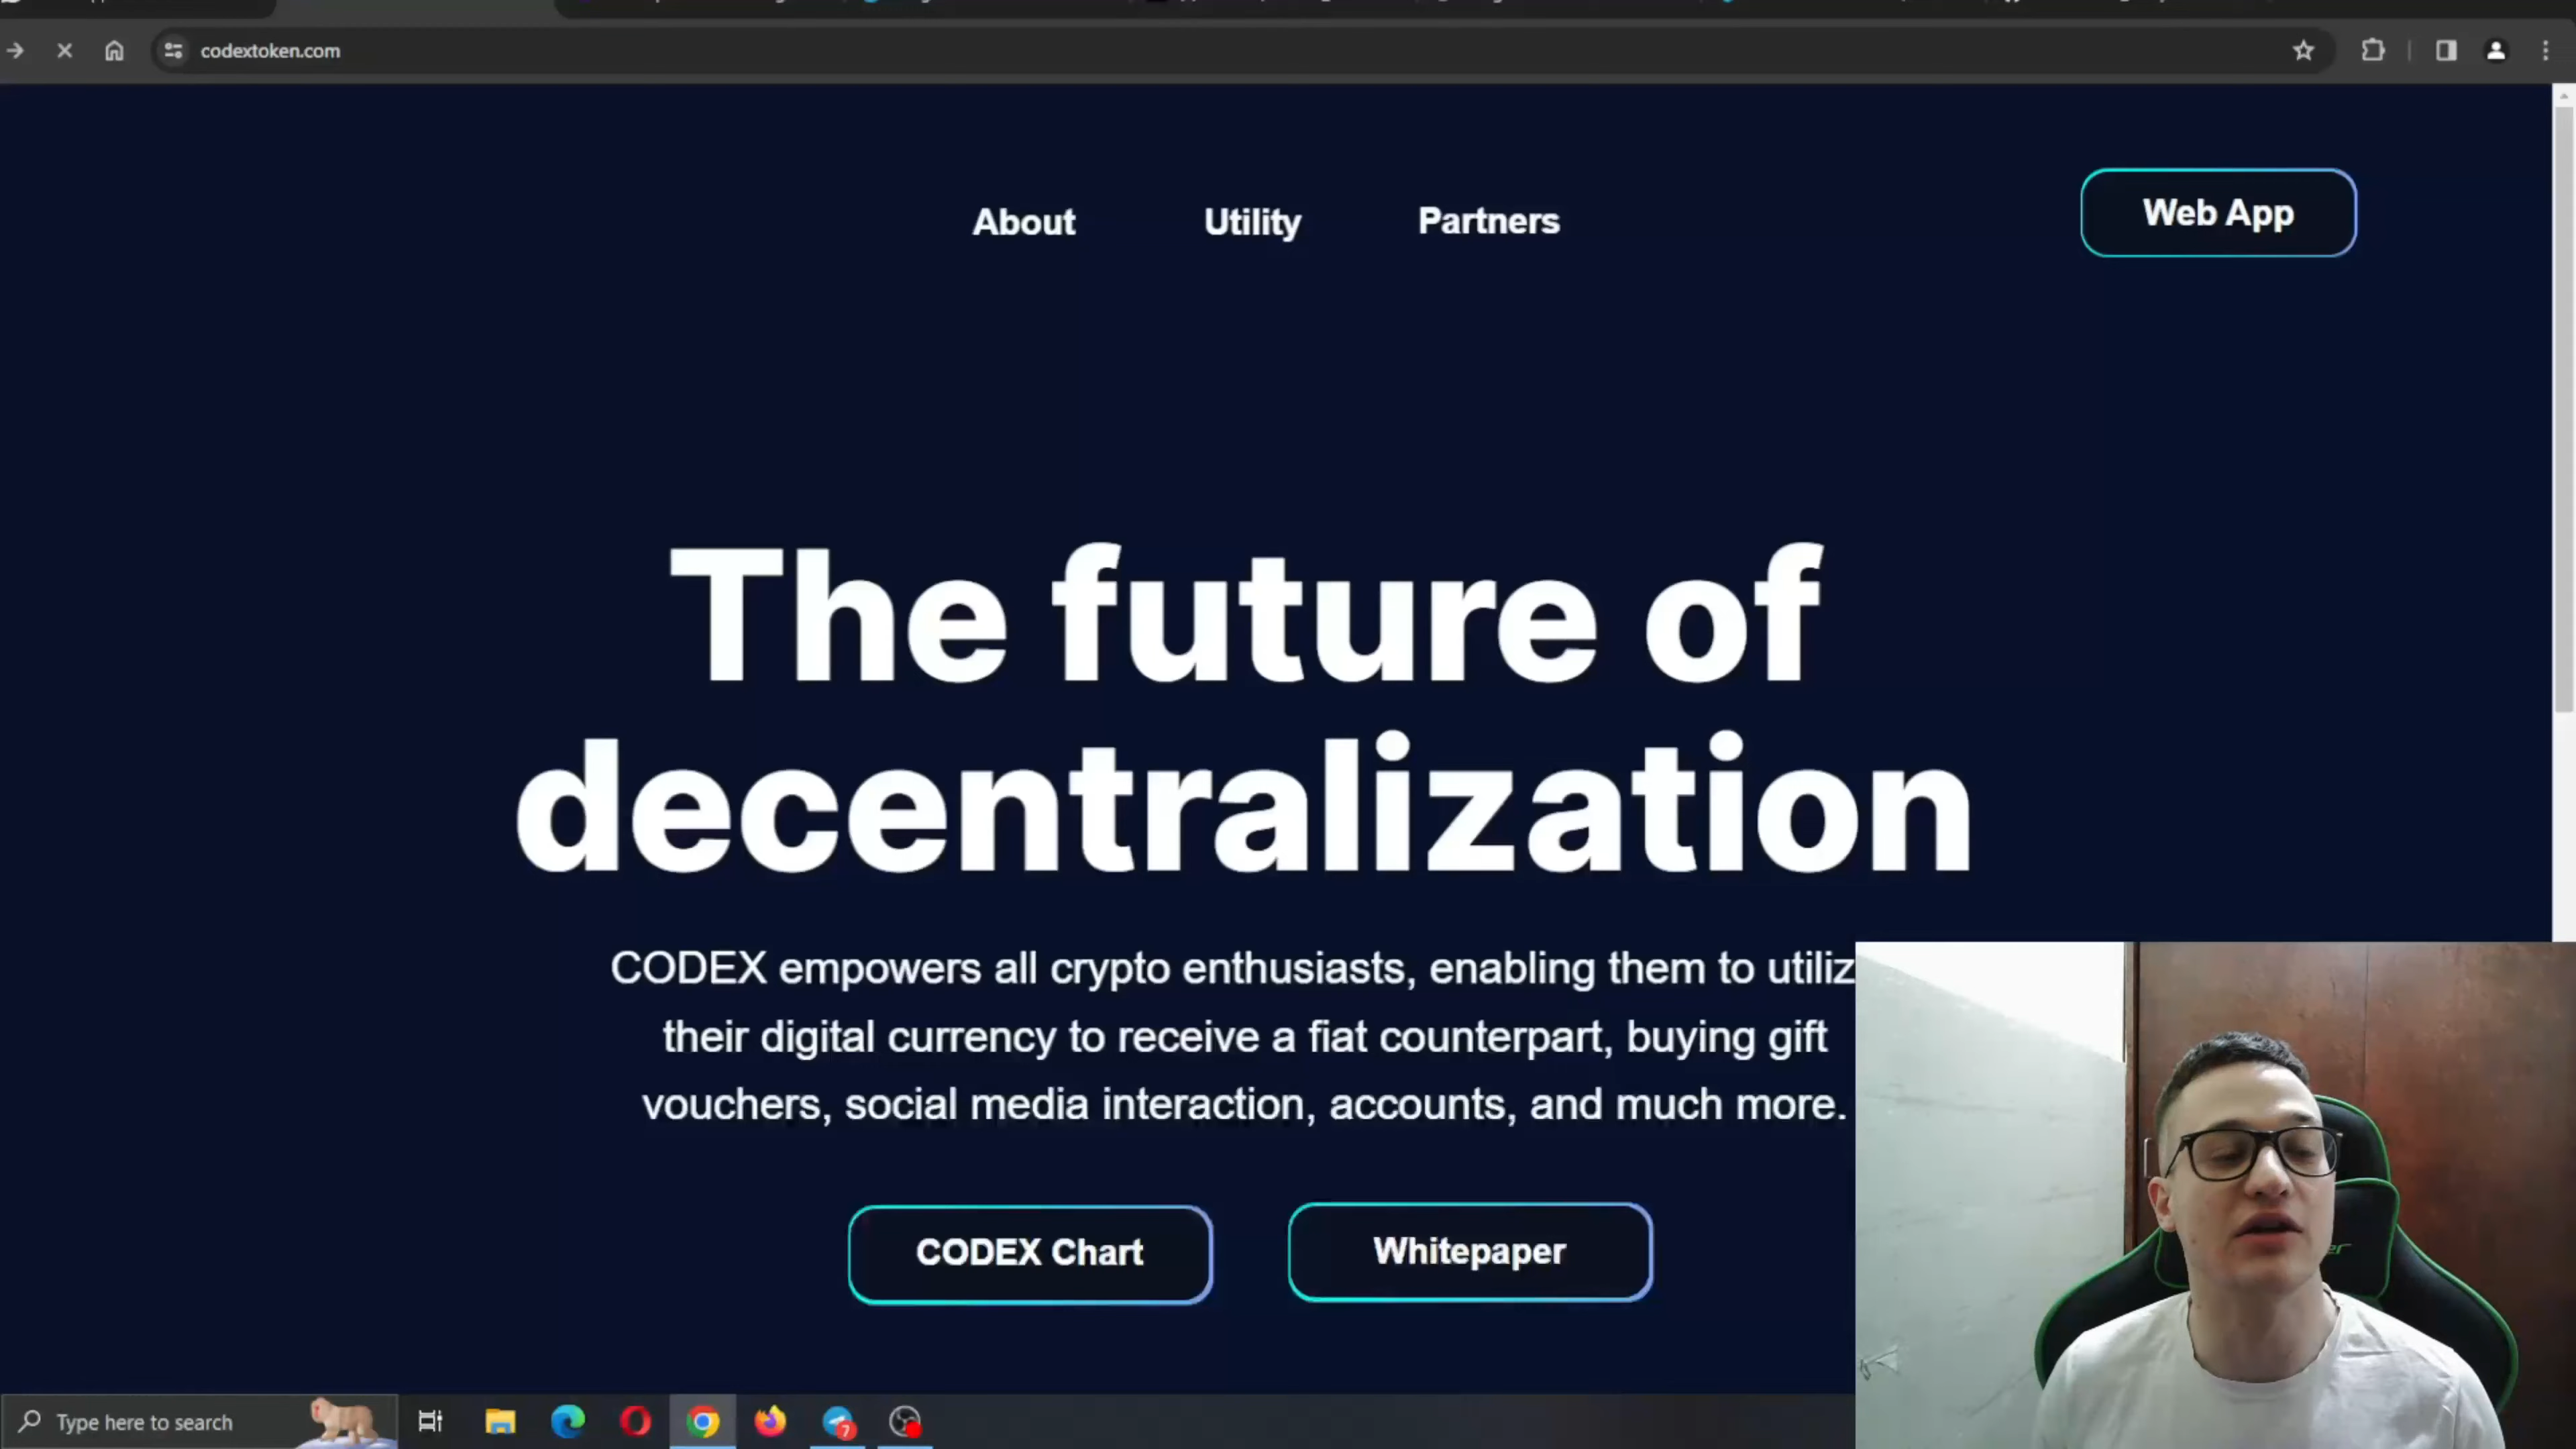 codextoken.com
About Utility Partners
Web App
The future of
decentralization
CODEX empowers all crypto enthusiasts, enabling them to utiliz
their digital currency to receive a fiat counterpart, buying gift
vouchers, social media interaction, accounts, and much more.
CODEX Chart
Whitepaper
Type here to search
7